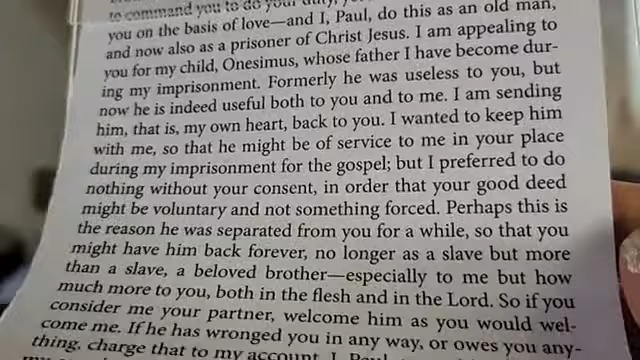 to command you to do your duty,
you on the basis of love—and I, Paul, do this as an old man,
and now also as a prisoner of Christ Jesus. I am appealing to
you for my child, Onesimus, whose father I have become dur-
ing my imprisonment. Formerly he was useless to you, but
now he is indeed useful both to you and to me. I am sending
him, that is, my own heart, back to you. I wanted to keep him
with me, so that he might be of service to me in your place
during my imprisonment for the gospel; but I preferred to do
nothing without your consent, in order that your good deed
might be voluntary and not something forced. Perhaps this is
the reason he was separated from you for a while, so that you
might have him back forever, no longer as a slave but more
than a slave, a beloved brother—especially to me but how
much more to you, both in the flesh and in the Lord. So if you
consider me your partner, welcome him as you would wel-
come me. If he has wronged you in any way, or owes you any-
thing, charge that to my account. I, Paul,